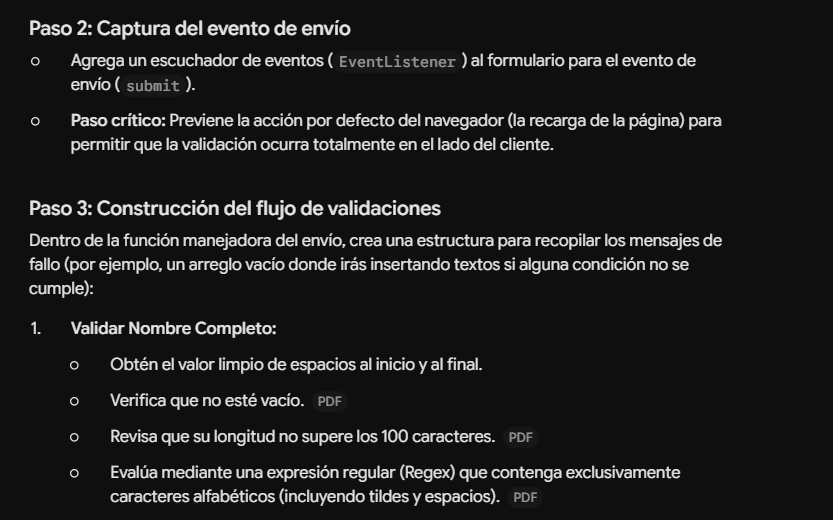 Paso 2: Captura del evento de envío
○ Agrega un escuchador de eventos ( EventListener ) al formulario para el evento de
envío ( submit ).
○ Paso crítico: Previene la acción por defecto del navegador (la recarga de la página) para
permitir que la validación ocurra totalmente en el lado del cliente.
Paso 3: Construcción del flujo de validaciones
Dentro de la función manejadora del envío, crea una estructura para recopilar los mensajes de
fallo (por ejemplo, un arreglo vacío donde irás insertando textos si alguna condición no se
cumple):
1. Validar Nombre Completo:
○ Obtén el valor limpio de espacios al inicio y al final.
○ Verifica que no esté vacío. PDF
○ Revisa que su longitud no supere los 100 caracteres. PDF
○ Evalúa mediante una expresión regular (Regex) que contenga exclusivamente
caracteres alfabéticos (incluyendo tildes y espacios). PDF